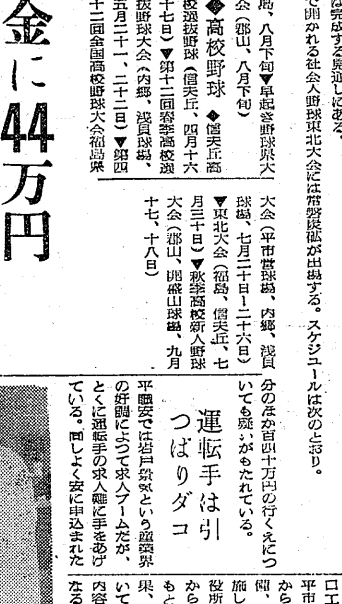 は完成する見通しにある。
で開かれる社会人野球東北大会には常磐炭砿が出場する。スケジュールは次のとおり。
島、八月下旬▼早起き野球県大
会（郡山、八月下旬）
◆高校野球◆信夫丘高
校選抜野球（信夫丘、四月十六
十七日）▼第十二回春季高校選
抜野球大会（内郷、浅貝球場、
五月二十一、二十二日）▼第四
十二回全国高校野球大会福島県
大会（平市営球場、内郷、浅貝
球場、七月二十日―二十六日）
▼東北大会（福島、信夫丘、七
月三十日）▼秋季高校新人野球
大会（郡山、開盛山球場、九月
十七、十八日）
金に44万円
分のほか百四十万円の行くえにつ
いても疑いがもたれている。
運転手は引
つぱりダコ
平職安では岩戸景気という産業界
の好調によつて求人ブームだが、
とくに運転手の求人難に手をあげ
ている。同しよく安に申込まれた
口工
平市
から
施し
役所
から
もと
果、
いて
内容
なる